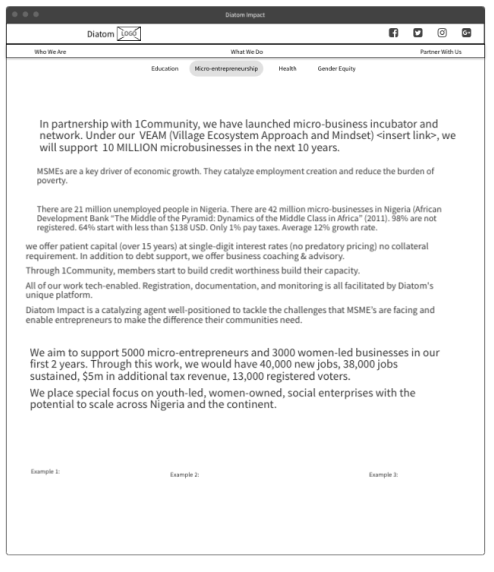 Diatom Impact
Diatom LOGO
Who We Are What We Do Partner With Us
Education Micro-entrepreneurship Health Gender Equity
In partnership with 1Community, we have launched micro-business incubator and
network. Under our VEAM (Village Ecosystem Approach and Mindset) <insert link>, we
will support 10 MILLION microbusinesses in the next 10 years.
MSMEs are a key driver of economic growth. They catalyze employment creation and reduce the burden of
poverty.
There are 21 million unemployed people in Nigeria. There are 42 million micro-businesses in Nigeria (African
Development Bank "The Middle of the Pyramid: Dynamics of the Middle Class in Africa" (2011). 98% are not
registered. 64% start with less than $138 USD. Only 1% pay taxes. Average 12% growth rate.
we offer patient capital (over 15 years) at single-digit interest rates (no predatory pricing) no collateral
requirement. In addition to debt support, we offer business coaching & advisory.
Through 1Community, members start to build credit worthiness build their capacity.
All of our work tech-enabled. Registration, documentation, and monitoring is all facilitated by Diatom's
unique platform.
Diatom Impact is a catalyzing agent well-positioned to tackle the challenges that MSME's are facing and
enable entrepreneurs to make the difference their communities need.
We aim to support 5000 micro-entrepreneurs and 3000 women-led businesses in our
first 2 years. Through this work, we would have 40,000 new jobs, 38,000 jobs
sustained, $5m in additional tax revenue, 13,000 registered voters.
We place special focus on youth-led, women-owned, social enterprises with the
potential to scale across Nigeria and the continent.
Example 1:
Example 2:
Example 3: